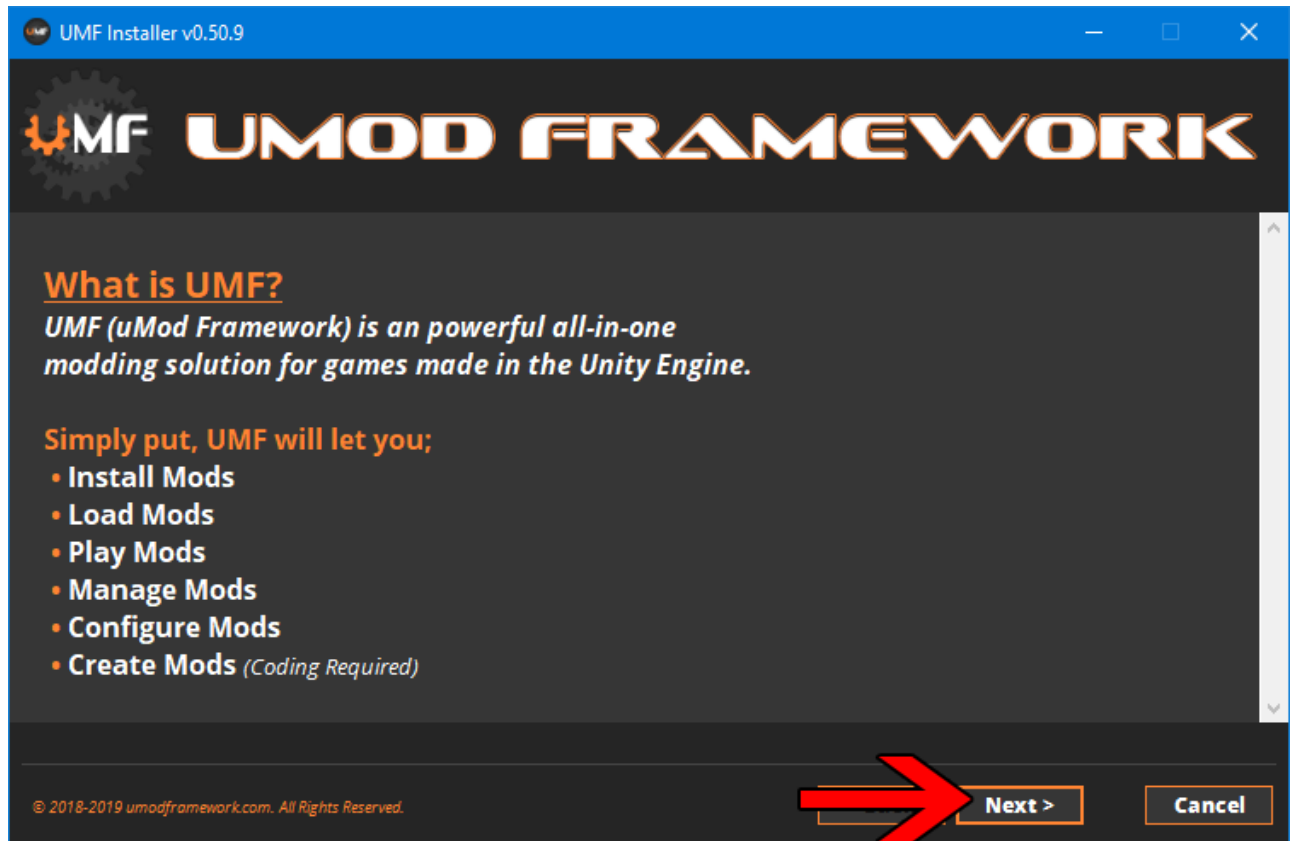 UMF Installer v0.50.9
UMF
UMOD FRAMEWORK
What is UMF?
UMF (uMod Framework) is an powerful all-in-one
modding solution for games made in the Unity Engine.
Simply put, UMF will let you;
• Install Mods
• Load Mods
• Play Mods
• Manage Mods
• Configure Mods
• Create Mods (Coding Required)
© 2018-2019 umodframework.com. All Rights Reserved.
Next >
Cancel